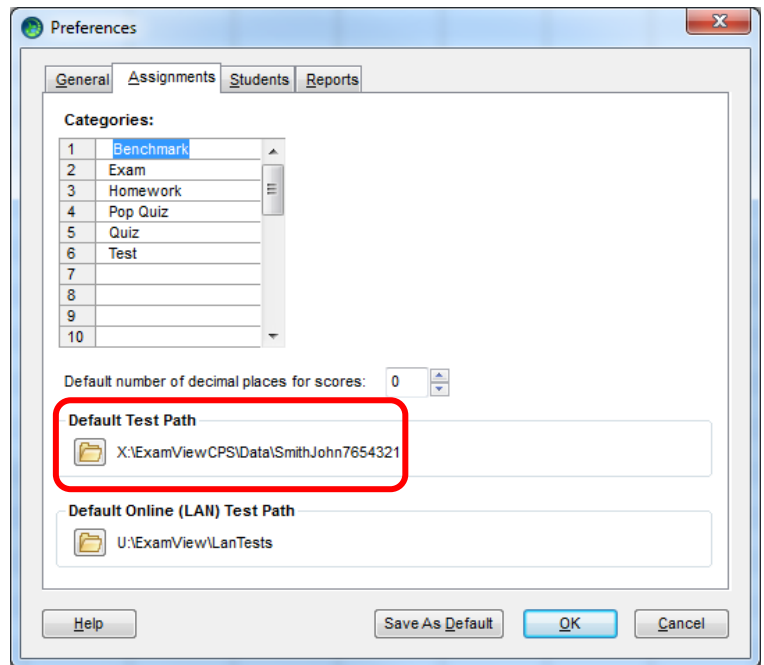 Preferences
General Assignments Students Reports
Categories:
1 Benchmark
2 Exam
3 Homework
4 Pop Quiz
5 Quiz
6 Test
7
8
9
10
Default number of decimal places for scores: 0
Default Test Path
X:\ExamViewCPS\Data\SmithJohn7654321
Default Online (LAN) Test Path
U:\ExamView\LanTests
Help Save As Default OK Cancel